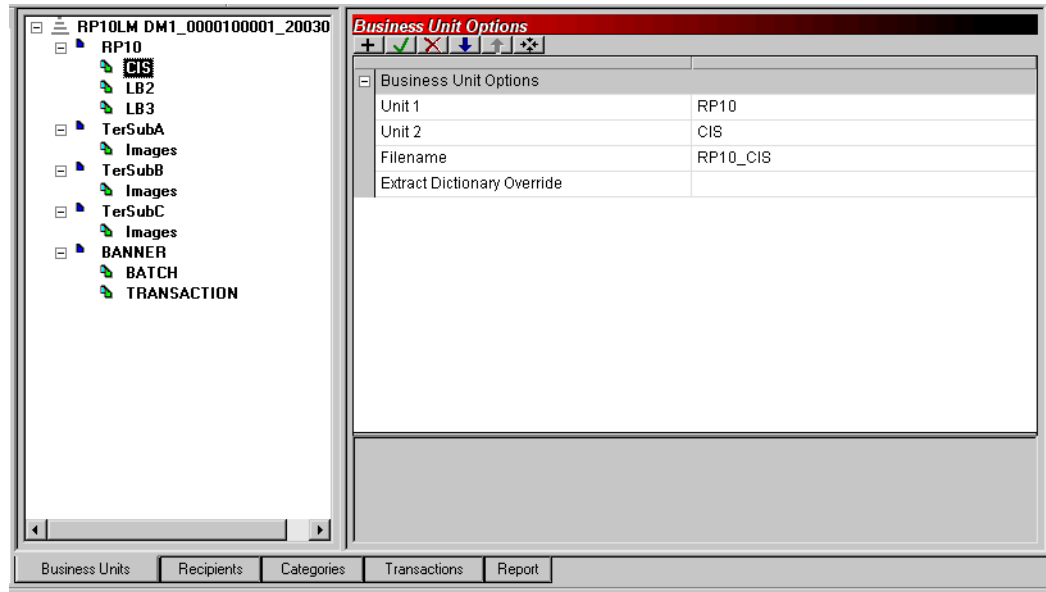 RP10LM DM1_0000100001_20030
RP10
CIS
LB2
LB3
TerSubA
Images
TerSubB
Images
TerSubC
Images
BANNER
BATCH
TRANSACTION
Business Unit Options
Business Unit Options
Unit 1 RP10
Unit 2 CIS
Filename RP10_CIS
Extract Dictionary Override
Business Units Recipients Categories Transactions Report